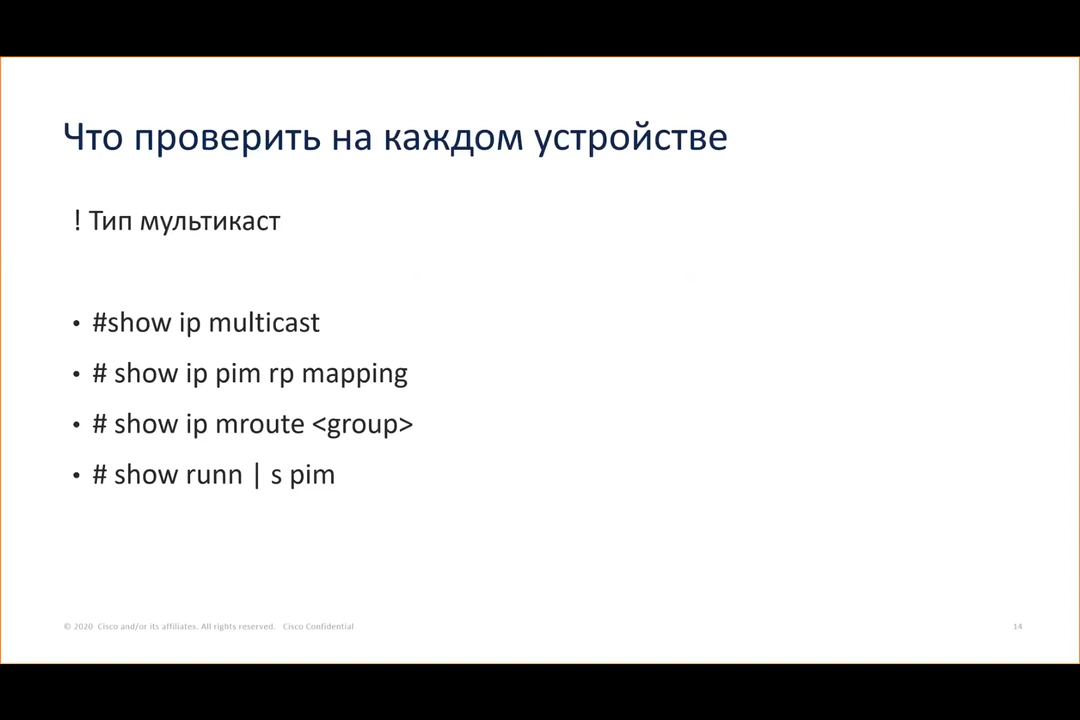 Что проверить на каждом устройстве
! Тип мультикаст
• #show ip multicast
• # show ip pim rp mapping
• # show ip mroute <group>
• # show runn | s pim
© 2020 Cisco and/or its affiliates. All rights reserved. Cisco Confidential
14